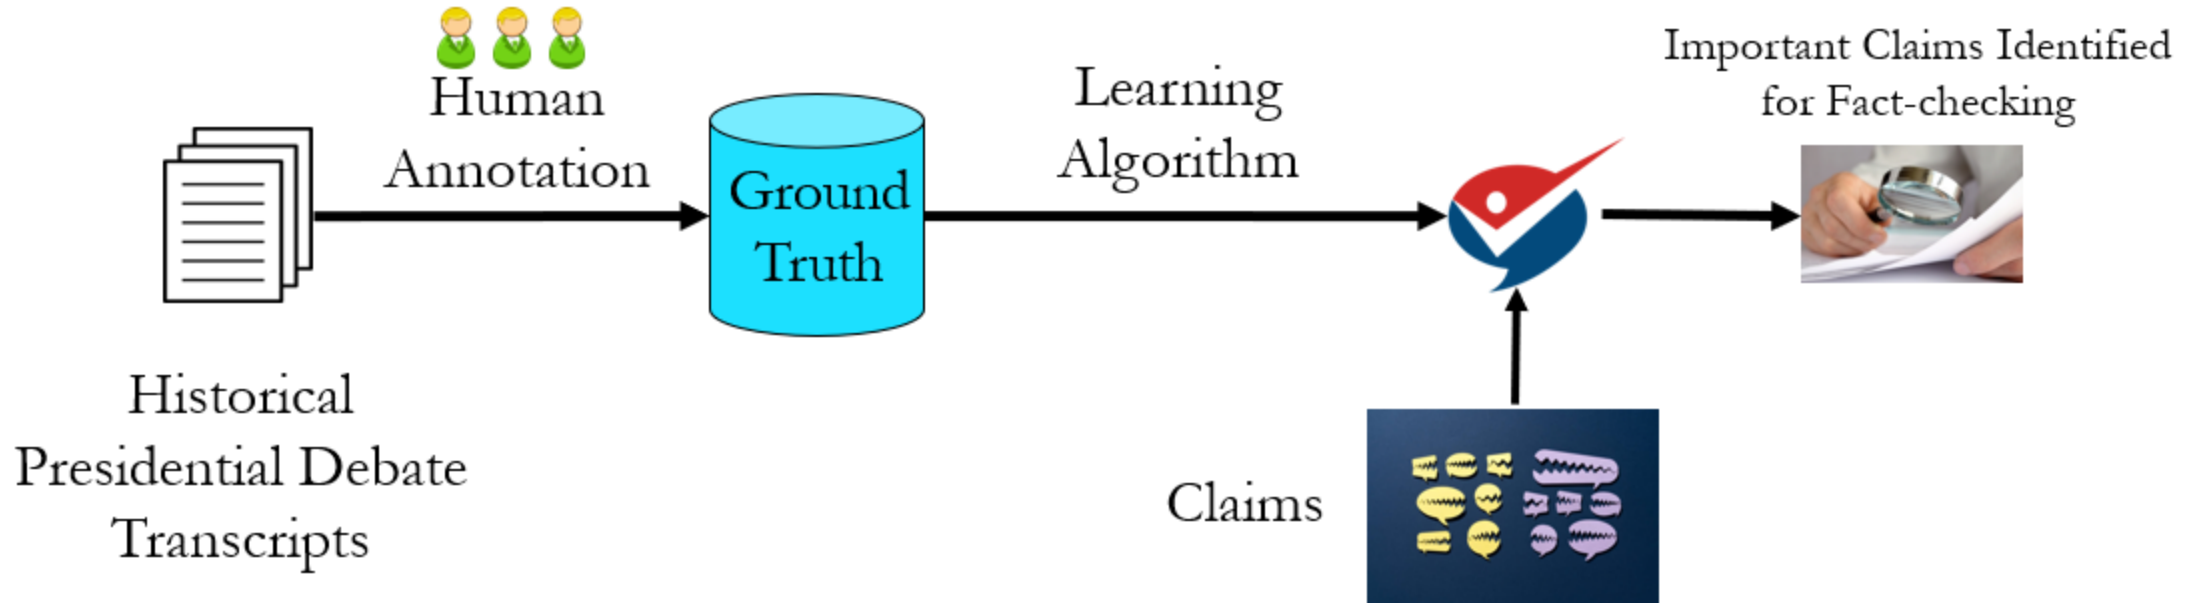 Human
Annotation
Ground
Truth
Learning
Algorithm
Important Claims Identified
for Fact-checking
Historical
Presidential Debate
Transcripts
Claims